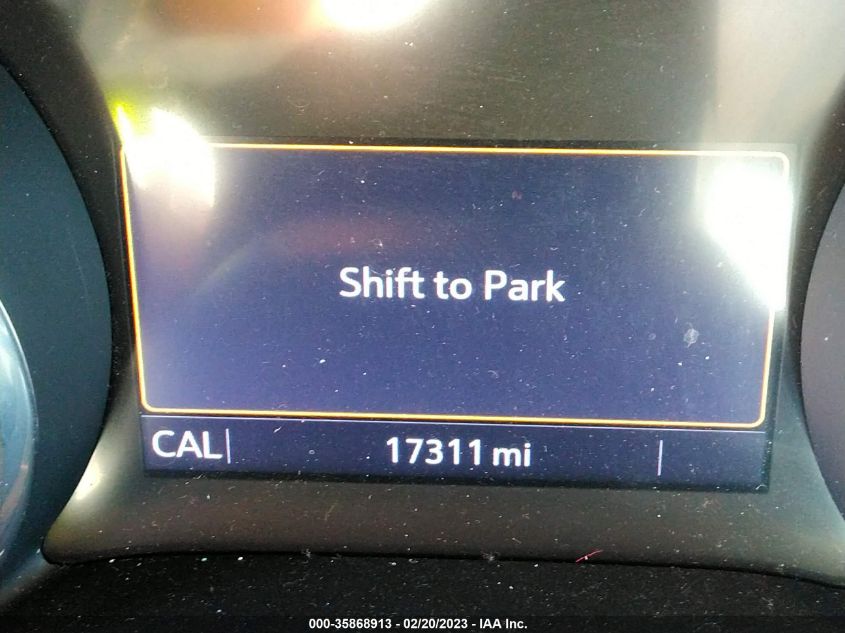 Shift to Park
CAL 17311 mi
000-35868913 - 02/20/2023 - IAA Inc.